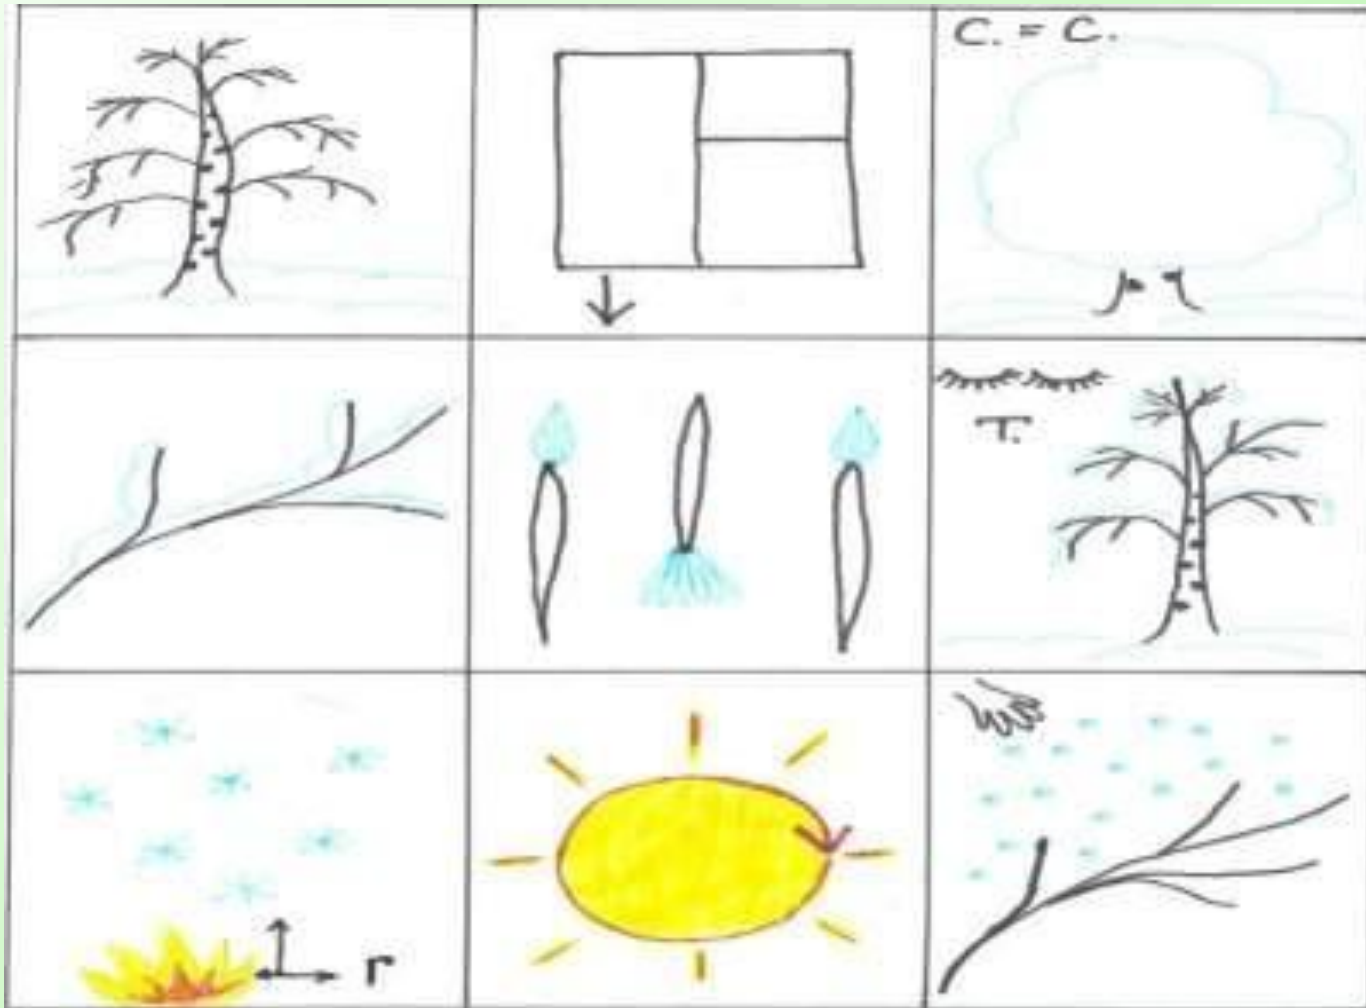 С. = С.
Т.
г